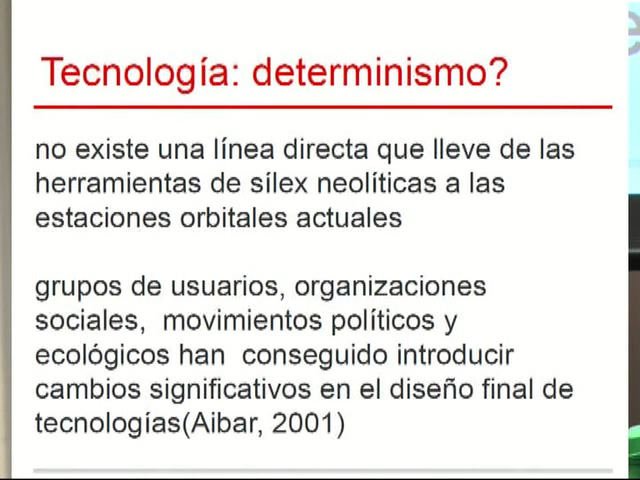 Tecnología: determinismo?
no existe una línea directa que lleve de las
herramientas de sílex neolíticas a las
estaciones orbitales actuales
grupos de usuarios, organizaciones
sociales,  movimientos políticos y
ecológicos han  conseguido introducir
cambios significativos en el diseño final de
tecnologías(Aibar, 2001)